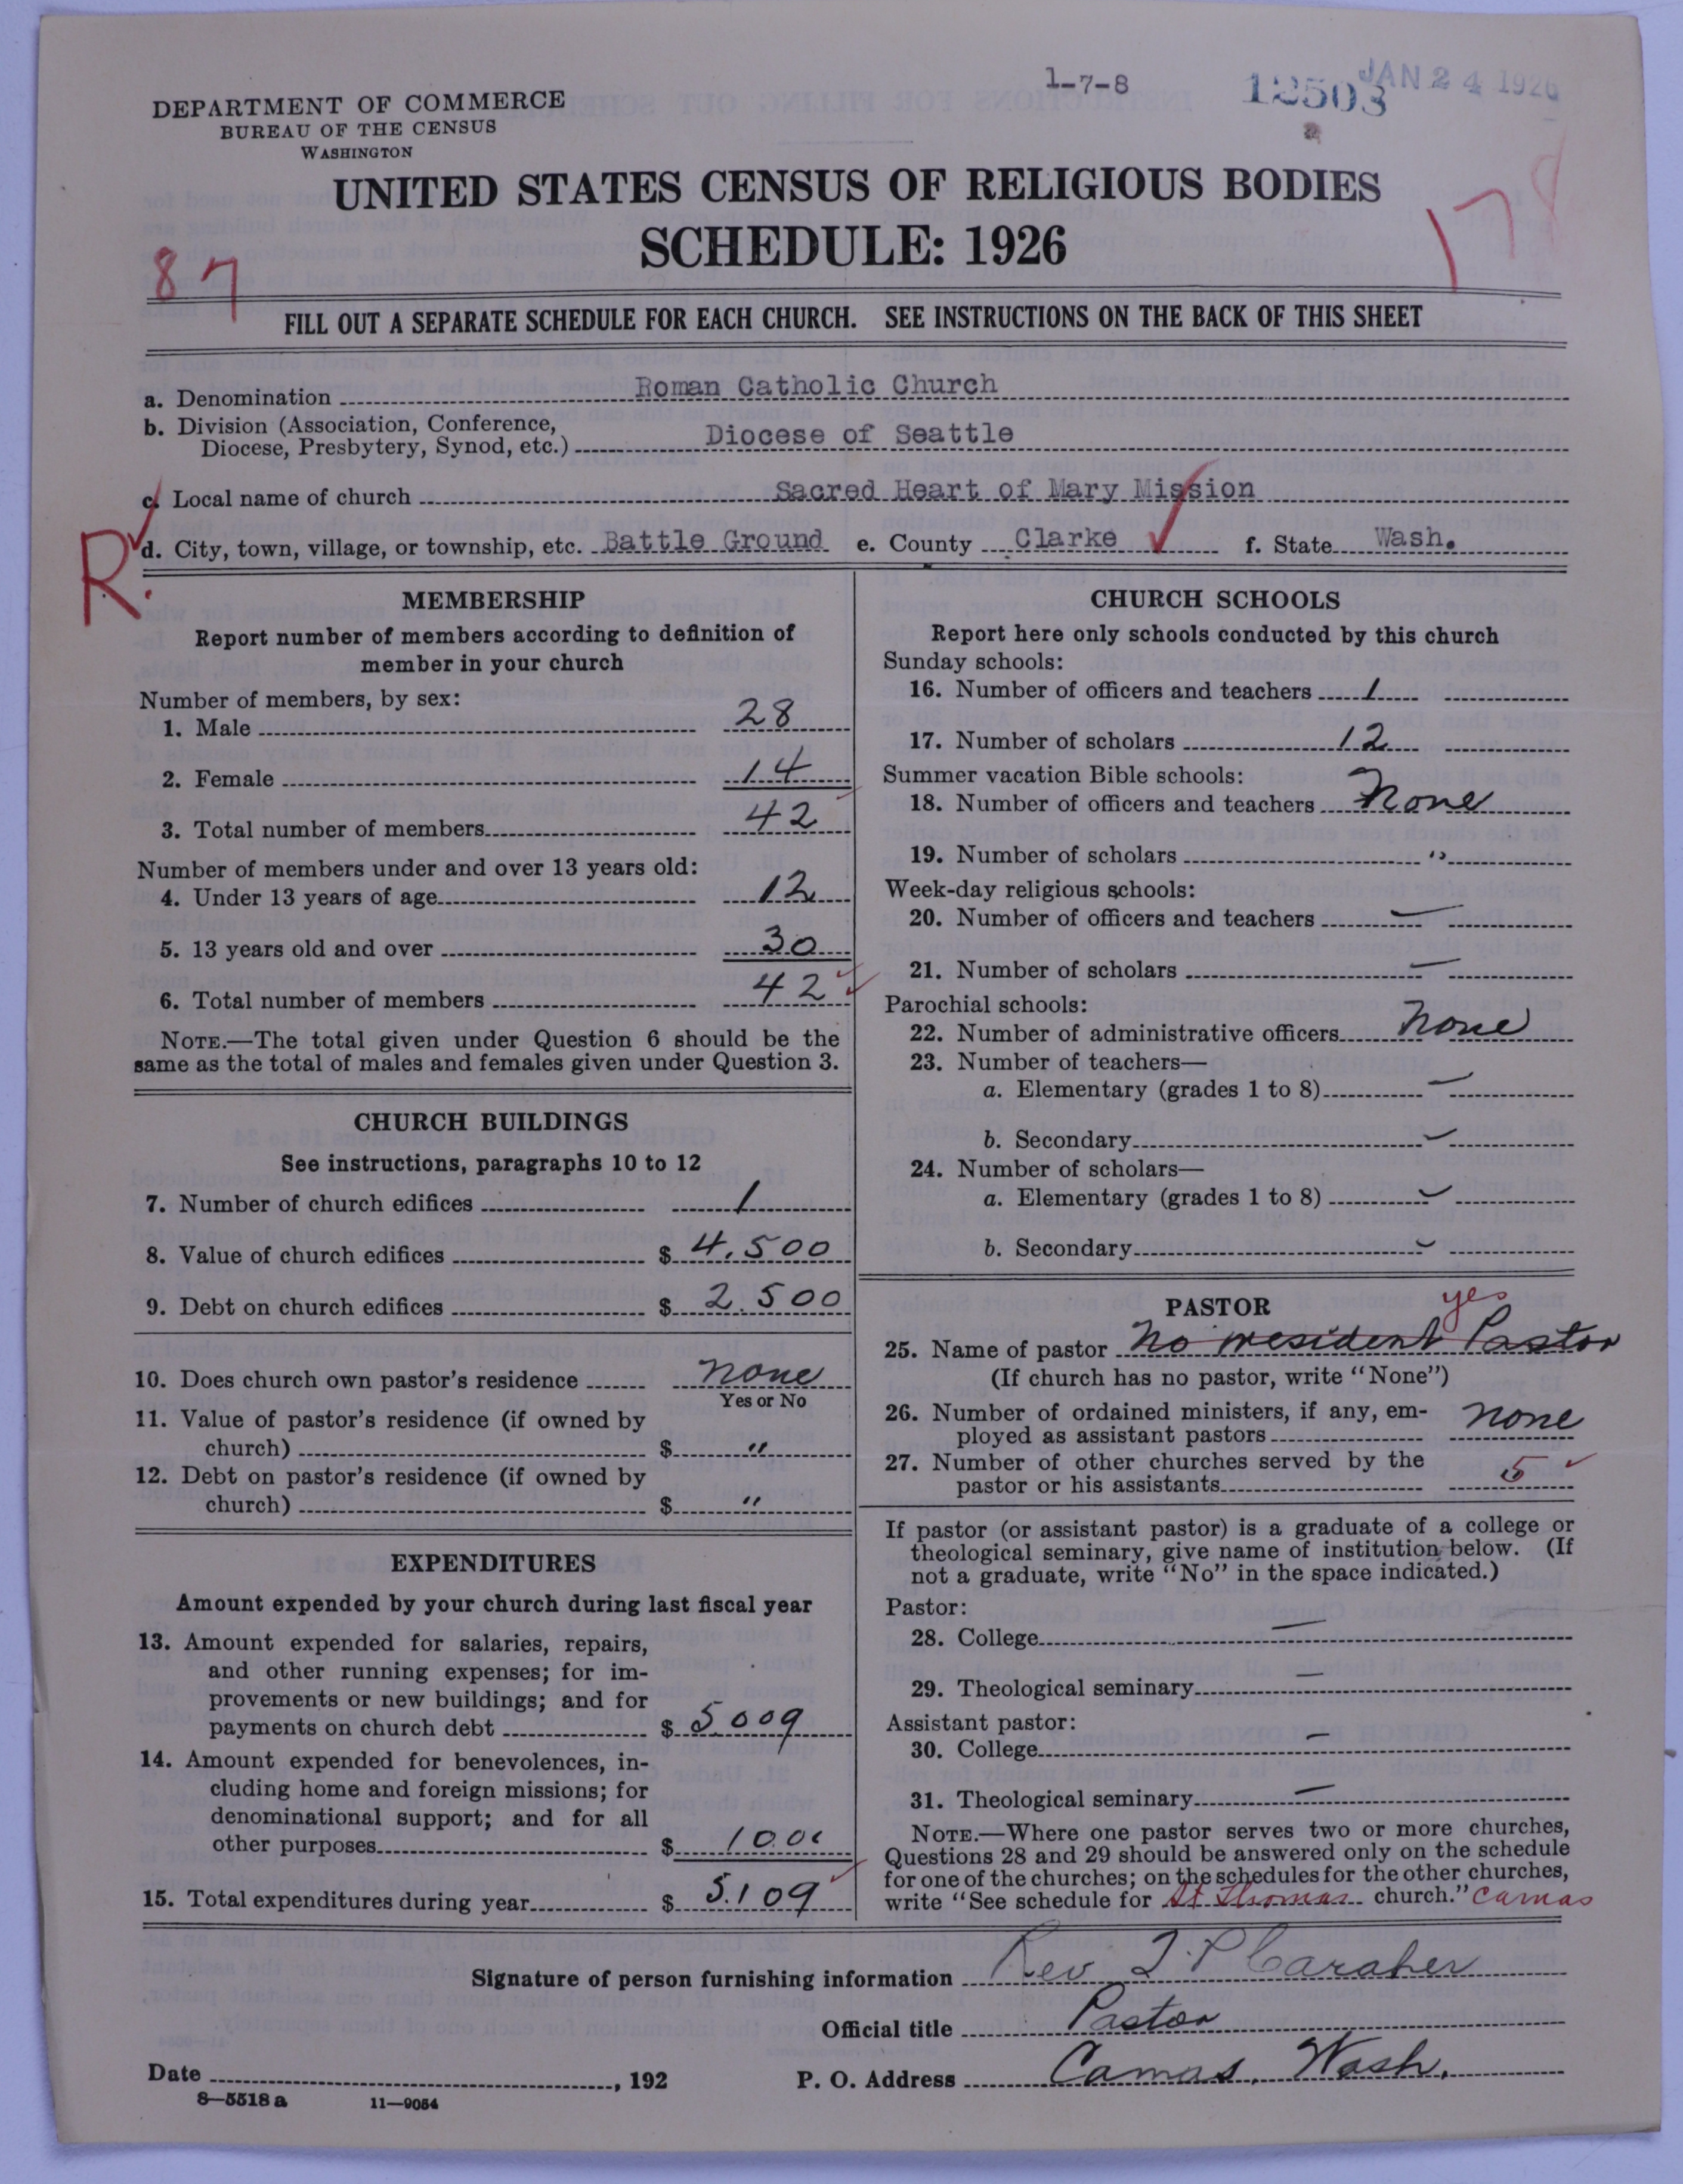 1-7-8
12503
JAN 24 1926
DEPARTMENT OF COMMERCE
BUREAU OF THE CENSUS
WASHINGTON
UNITED STATES CENSUS OF RELIGIOUS BODIES
SCHEDULE: 1926
87
178
FILL OUT A SEPARATE SCHEDULE FOR EACH CHURCH. SEE INSTRUCTIONS ON THE BACK OF THIS SHEET
a. Denomination Roman Catholic Church
b. Division (Association, Conference,
Diocese, Presbytery, Synod, etc.) Diocese of Seattle
c. Local name of church Sacred Heart of Mary Mission
R.
d. City, town, village, or township, etc. Battle Ground e. County Clarke f. State Wash.
MEMBERSHIP
Report number of members according to definition of
member in your church
Number of members, by sex:
1. Male 28
2. Female 14
3. Total number of members 42
Number of members under and over 13 years old:
4. Under 13 years of age 12
5. 13 years old and over 30
6. Total number of members 42
NOTE.—The total given under Question 6 should be the
same as the total of males and females given under Question 3.
CHURCH BUILDINGS
See instructions, paragraphs 10 to 12
7. Number of church edifices 1
8. Value of church edifices $ 4.500
9. Debt on church edifices $ 2.500
10. Does church own pastor's residence none
Yes or No
11. Value of pastor's residence (if owned by
church) $ "
12. Debt on pastor's residence (if owned by
church) $ "
EXPENDITURES
Amount expended by your church during last fiscal year
13. Amount expended for salaries, repairs,
and other running expenses; for im-
provements or new buildings; and for
payments on church debt $ 5009
14. Amount expended for benevolences, in-
cluding home and foreign missions; for
denominational support; and for all
other purposes $ 100
15. Total expenditures during year $ 5.109
CHURCH SCHOOLS
Report here only schools conducted by this church
Sunday schools:
16. Number of officers and teachers 1
17. Number of scholars 12
Summer vacation Bible schools:
18. Number of officers and teachers None
19. Number of scholars "
Week-day religious schools:
20. Number of officers and teachers —
21. Number of scholars —
Parochial schools:
22. Number of administrative officers None
23. Number of teachers—
a. Elementary (grades 1 to 8) —
b. Secondary —
24. Number of scholars—
a. Elementary (grades 1 to 8) —
b. Secondary —
PASTOR
yes
25. Name of pastor No resident Pastor
(If church has no pastor, write "None")
26. Number of ordained ministers, if any, em-
ployed as assistant pastors none
27. Number of other churches served by the
pastor or his assistants 5
If pastor (or assistant pastor) is a graduate of a college or
theological seminary, give name of institution below. (If
not a graduate, write "No" in the space indicated.)
Pastor:
28. College —
29. Theological seminary —
Assistant pastor:
30. College —
31. Theological seminary —
NOTE.—Where one pastor serves two or more churches,
Questions 28 and 29 should be answered only on the schedule
for one of the churches; on the schedules for the other churches,
write "See schedule for St Thomas church." Camas
Signature of person furnishing information Rev T. P Caraher
Official title Pastor
Date , 192
P. O. Address Camas, Wash.
8—5518 a 11—9054